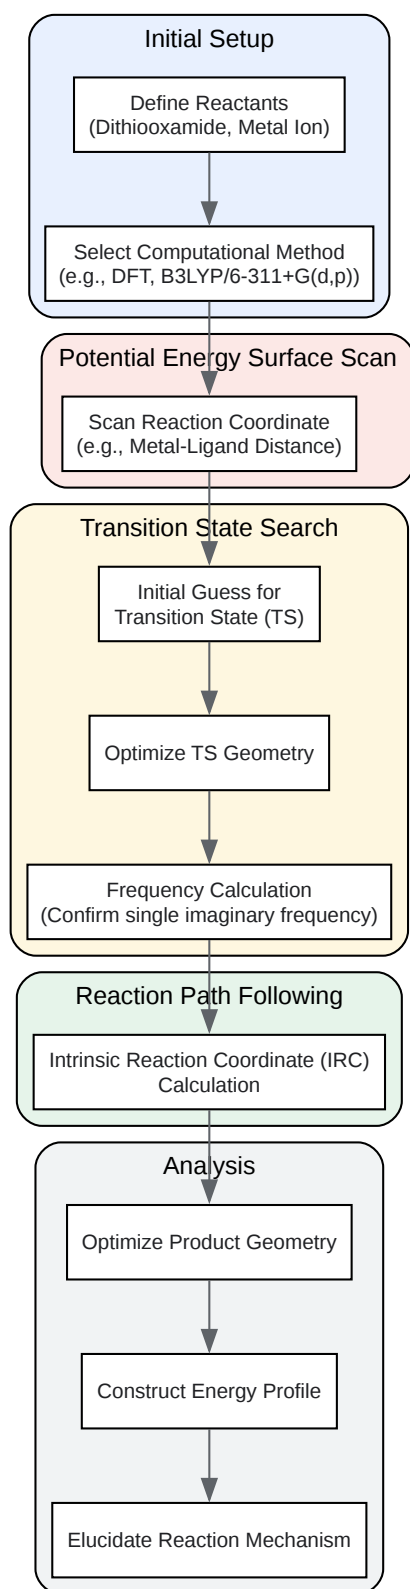 Initial Setup
Define Reactants
(Dithiooxamide, Metal Ion)
Select Computational Method
(e.g., DFT, B3LYP/6-311+G(d,p))
Potential Energy Surface Scan
Scan Reaction Coordinate
(e.g., Metal-Ligand Distance)
Transition State Search
Initial Guess for
Transition State (TS)
Optimize TS Geometry
Frequency Calculation
(Confirm single imaginary frequency)
Reaction Path Following
Intrinsic Reaction Coordinate (IRC)
Calculation
Analysis
Optimize Product Geometry
Construct Energy Profile
Elucidate Reaction Mechanism